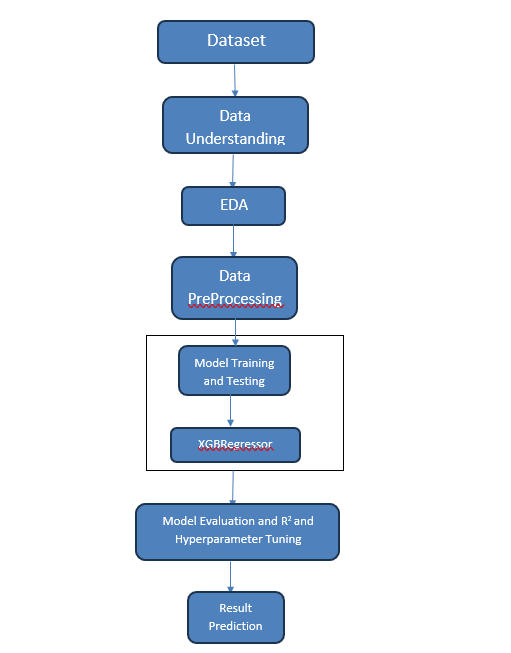 Dataset
Data
Understanding
EDA
Data
PreProcessing
Model Training
and Testing
XGBRegressor
Model Evaluation and R² and
Hyperparameter Tuning
Result
Prediction